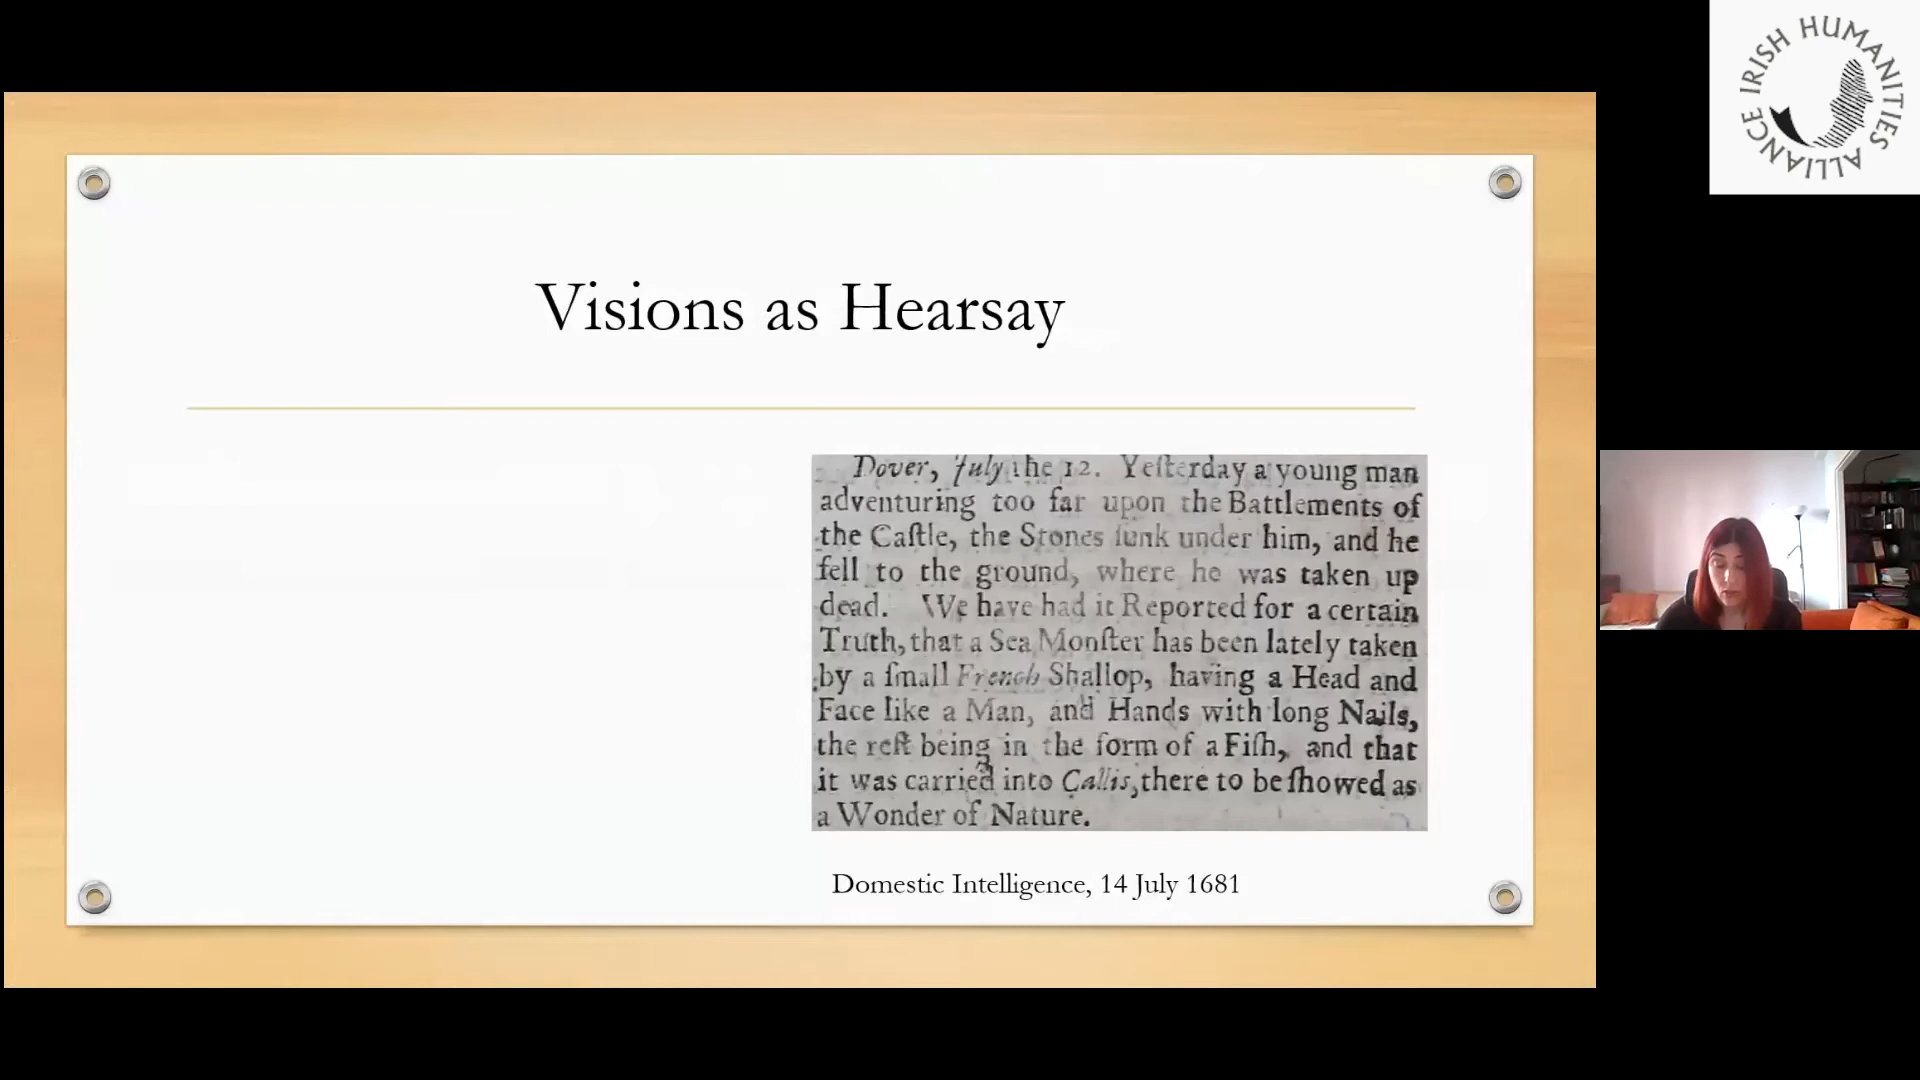 IRISH HUMANITIES ALLIANCE
Visions as Hearsay
Dover, July the 12. Yeſterday a young man
adventuring too far upon the Battlements of
the Caſtle, the Stones ſunk under him, and he
fell to the ground, where he was taken up
dead. We have had it Reported for a certain
Truth, that a Sea Monſter has been lately taken
by a ſmall French Shallop, having a Head and
Face like a Man, and Hands with long Nails,
the reſt being in the form of a Fiſh, and that
it was carried into Callis, there to be ſhowed as
a Wonder of Nature.
Domestic Intelligence, 14 July 1681